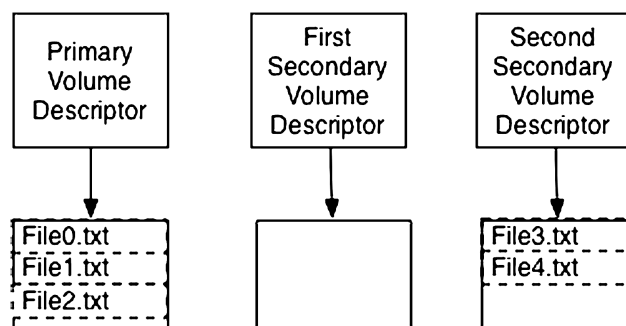 Primary
Volume
Descriptor
First
Secondary
Volume
Descriptor
Second
Secondary
Volume
Descriptor
File0.txt
File1.txt
File2.txt
File3.txt
File4.txt